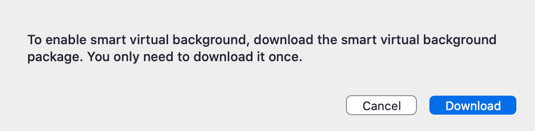 To enable smart virtual background, download the smart virtual background
package. You only need to download it once.
Cancel
Download